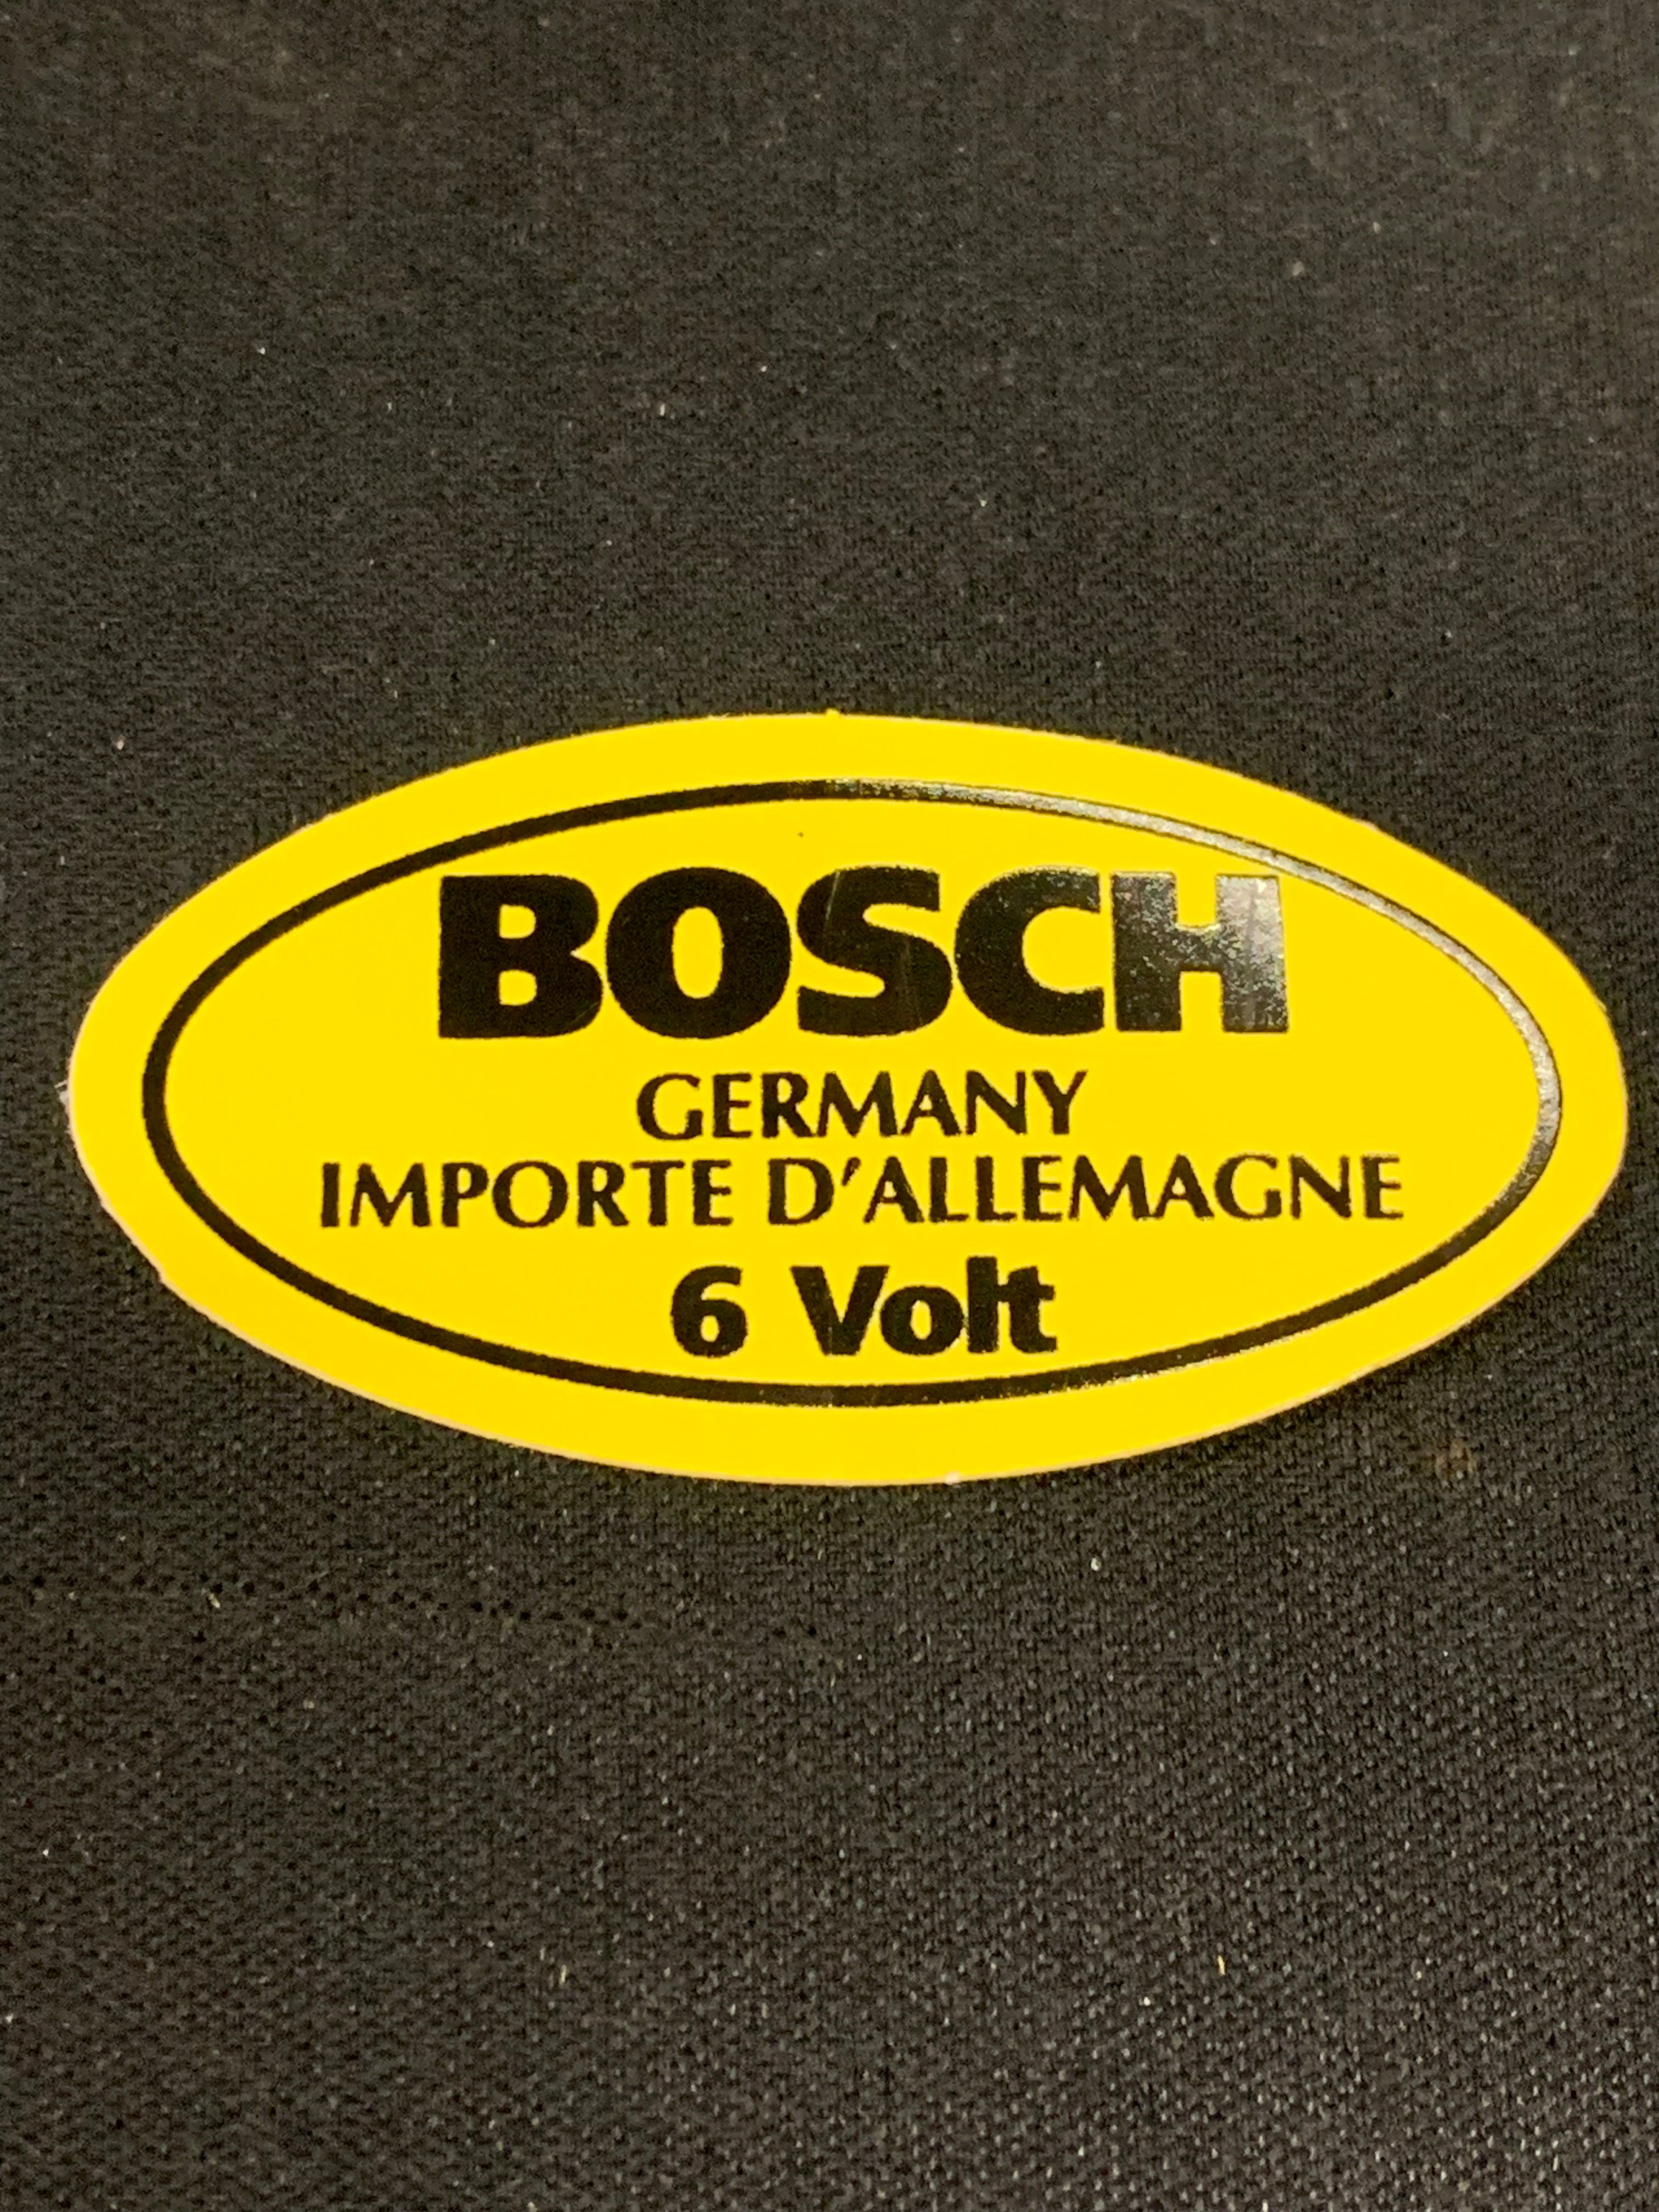 BOSCH
GERMANY
IMPORTE D'ALLEMAGNE
6 Volt